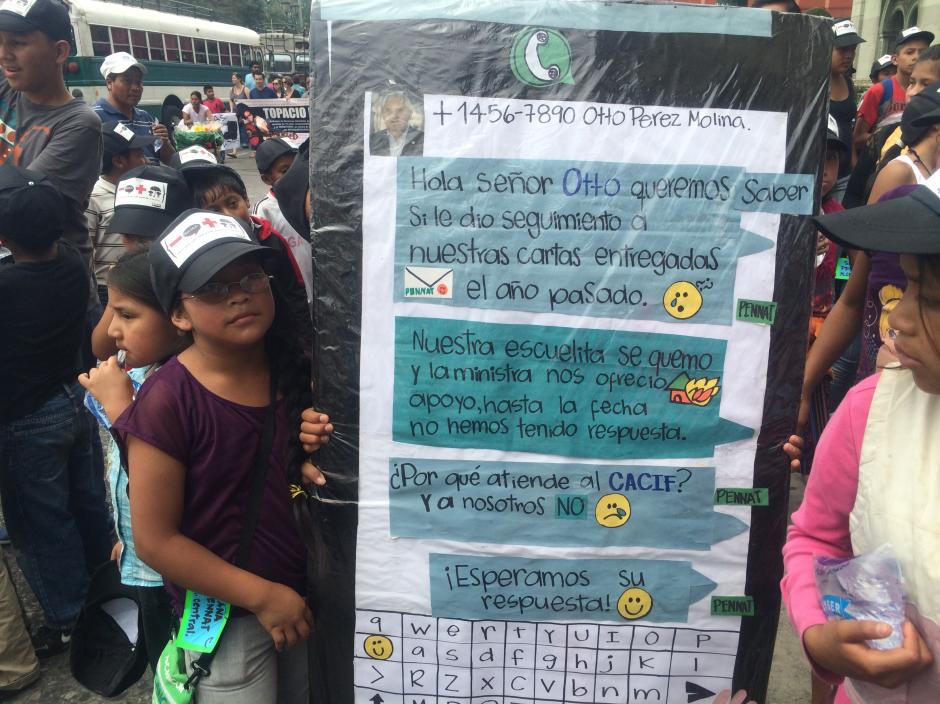 TOPACIO
+1456-7890 Otto Perez Molina.
Hola señor Otto queremos Saber
Si le dio seguimiento a
nuestras cartas entregadas
PENNAT el año pasado.
PENNAT
Nuestra escuelita se quemo
y la ministra nos ofrecio
apoyo, hasta la fecha
no hemos tenido respuesta.
¿Por qué atiende al CACIF?
Y a nosotros NO
PENNAT
¡Esperamos su
respuesta!
PENNAT
q w e r t Y U I O P
a s d f g h j k l
> R Z x C v b n m
PENNAT
central.